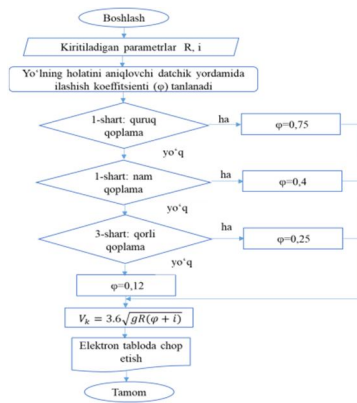 Boshlash
Kiritiladigan parametrlar R, i
Yo‘lning holatini aniqlovchi datchik yordamida
ilashish koeffitsienti (φ) tanlanadi
1-shart: quruq
qoplama
ha
φ=0,75
yo‘q
1-shart: nam
qoplama
ha
φ=0,4
yo‘q
3-shart: qorli
qoplama
ha
φ=0,25
yo‘q
φ=0,12
V_k = 3.6√gR(φ + i)
Elektron tabloda chop
etish
Tamom